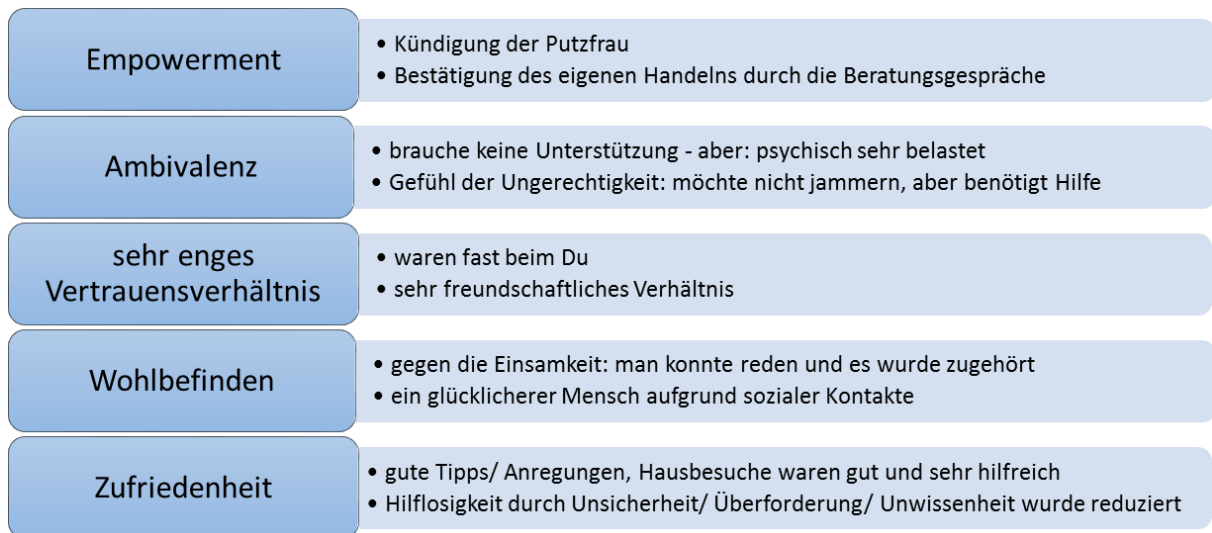 Empowerment
• Kündigung der Putzfrau
• Bestätigung des eigenen Handelns durch die Beratungsgespräche
Ambivalenz
• brauche keine Unterstützung - aber: psychisch sehr belastet
• Gefühl der Ungerechtigkeit: möchte nicht jammern, aber benötigt Hilfe
sehr enges
Vertrauensverhältnis
• waren fast beim Du
• sehr freundschaftliches Verhältnis
Wohlbefinden
• gegen die Einsamkeit: man konnte reden und es wurde zugehört
• ein glücklicherer Mensch aufgrund sozialer Kontakte
Zufriedenheit
• gute Tipps/ Anregungen, Hausbesuche waren gut und sehr hilfreich
• Hilflosigkeit durch Unsicherheit/ Überforderung/ Unwissenheit wurde reduziert